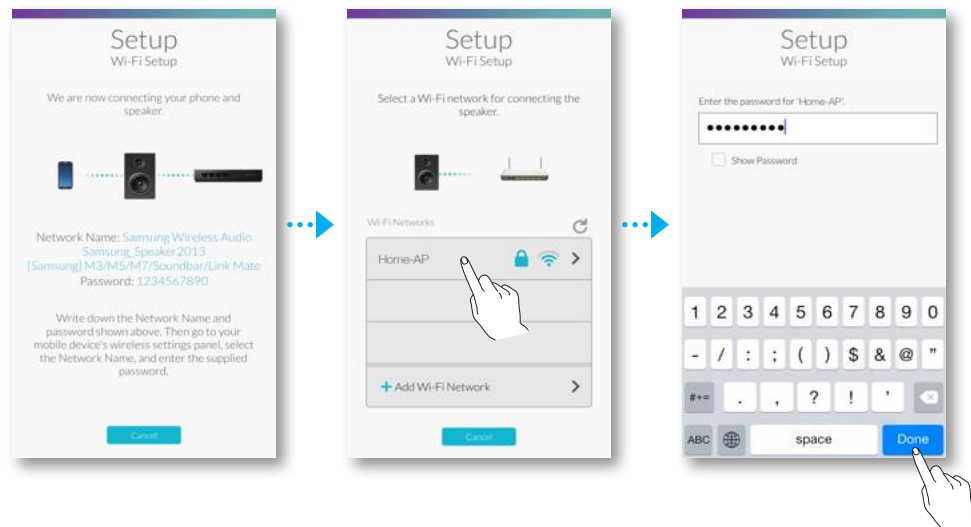 Setup
Wi-Fi Setup
We are now connecting your phone and
speaker.
Network Name: Samsung Wireless Audio
Samsung_Speaker2013
[Samsung] M3/M5/M7/Soundbar/Link Mate
Password: 1234567890
Write down the Network Name and
password shown above. Then go to your
mobile device's wireless settings panel, select
the Network Name, and enter the supplied
password.
Cancel
Setup
Wi-Fi Setup
Select a Wi-Fi network for connecting the
speaker.
Wi-Fi Networks
Home-AP
+ Add Wi-Fi Network
Cancel
Setup
Wi-Fi Setup
Enter the password for 'Home-AP'.
•••••••••
Show Password
1 2 3 4 5 6 7 8 9 0
- / : ; ( ) $ & @ "
#+= . , ? ! '
ABC space Done